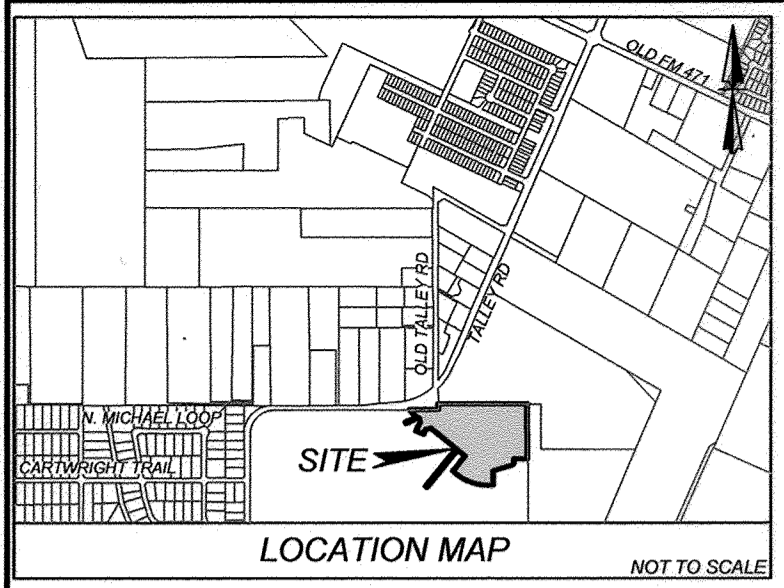 OLD FM 471
OLD TALLEY RD
TALLEY RD
N. MICHAEL LOOP
CARTWRIGHT TRAIL
SITE
LOCATION MAP
NOT TO SCALE